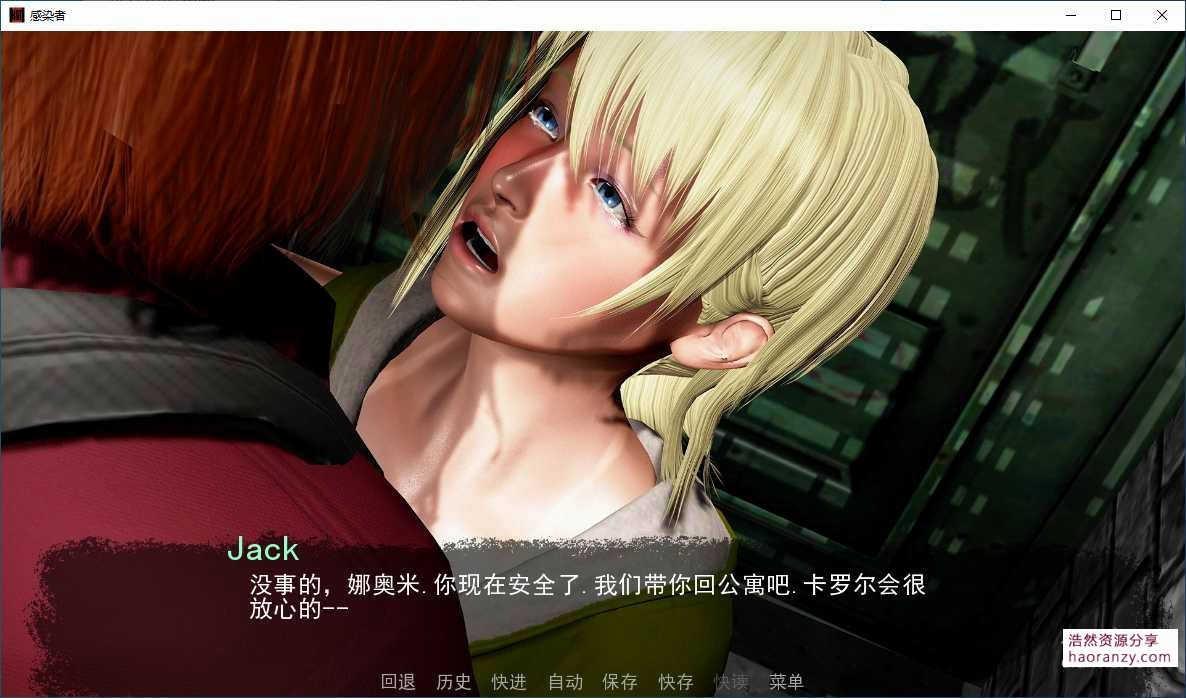 感染者
Jack
没事的，娜奥米.你现在安全了.我们带你回公寓吧.卡罗尔会很
放心的--
浩然资源分享
haoranzy.com
回退 历史 快进 自动 保存 快存 快读 菜单